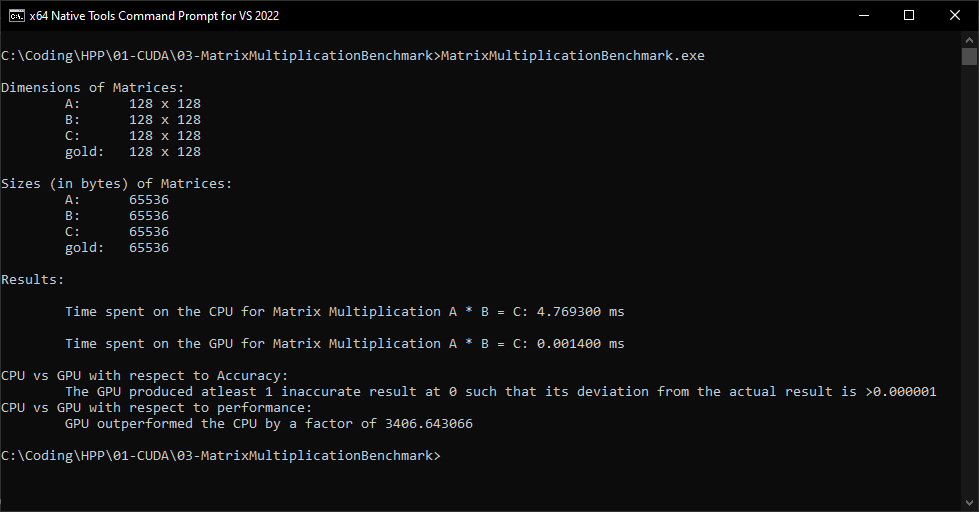 x64 Native Tools Command Prompt for VS 2022
C:\Coding\HPP\01-CUDA\03-MatrixMultiplicationBenchmark>MatrixMultiplicationBenchmark.exe
Dimensions of Matrices:
A: 128 x 128
B: 128 x 128
C: 128 x 128
gold: 128 x 128
Sizes (in bytes) of Matrices:
A: 65536
B: 65536
C: 65536
gold: 65536
Results:
Time spent on the CPU for Matrix Multiplication A * B = C: 4.769300 ms
Time spent on the GPU for Matrix Multiplication A * B = C: 0.001400 ms
CPU vs GPU with respect to Accuracy:
The GPU produced atleast 1 inaccurate result at 0 such that its deviation from the actual result is >0.000001
CPU vs GPU with respect to performance:
GPU outperformed the CPU by a factor of 3406.643066
C:\Coding\HPP\01-CUDA\03-MatrixMultiplicationBenchmark>